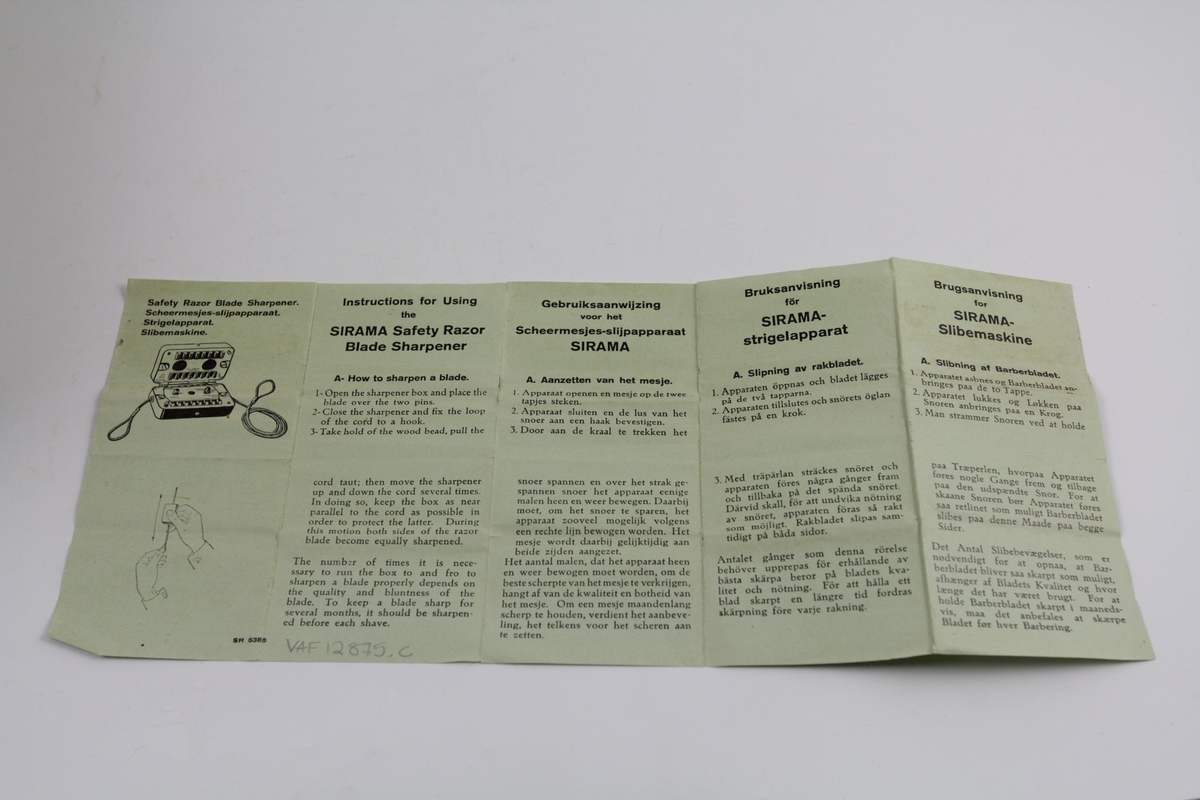 Safety Razor Blade Sharpener.
Scheermesjes-slijpapparaat.
Strigelapparat.
Slibemaskine.
SH 5385
VAF 12875.C
Instructions for Using
the
SIRAMA Safety Razor
Blade Sharpener
A- How to sharpen a blade.
1- Open the sharpener box and place the
blade over the two pins.
2- Close the sharpener and fix the loop
of the cord to a hook.
3- Take hold of the wood bead, pull the
cord taut; then move the sharpener
up and down the cord several times.
In doing so, keep the box as near
parallel to the cord as possible in
order to protect the latter. During
this motion both sides of the razor
blade become equally sharpened.
The number of times it is neces-
sary to run the box to and fro to
sharpen a blade properly depends on
the quality and bluntness of the
blade. To keep a blade sharp for
several months, it should be sharpen-
ed before each shave.
Gebruiksaanwijzing
voor het
Scheermesjes-slijpapparaat
SIRAMA
A. Aanzetten van het mesje.
1. Apparaat openen en mesje op de twee
tapjes steken.
2. Apparaat sluiten en de lus van het
snoer aan een haak bevestigen.
3. Door aan de kraal te trekken het
snoer spannen en over het strak ge-
spannen snoer het apparaat eenige
malen heen en weer bewegen. Daarbij
moet, om het snoer te sparen, het
apparaat zooveel mogelijk volgens
een rechte lijn bewogen worden. Het
mesje wordt daarbij gelijktijdig aan
beide zijden aangezet.
Het aantal malen, dat het apparaat heen
en weer bewogen moet worden, om de
beste scherpte van het mesje te verkrijgen,
hangt af van de kwaliteit en botheid van
het mesje. Om een mesje maandenlang
scherp te houden, verdient het aanbeve-
ling, het telkens voor het scheren aan
te zetten.
Bruksanvisning
för
SIRAMA-
strigelapparat
A. Slipning av rakbladet.
1. Apparaten öppnas och bladet lägges
på de två tapparna.
2. Apparaten tillslutes och snörets öglan
fästes på en krok.
3. Med träpärlan sträckes snöret och
apparaten föres några gånger fram
och tillbaka på det spända snöret.
Därvid skall, för att undvika nötning
av snöret, apparaten föras så rakt
som möjligt. Rakbladet slipas sam-
tidigt på båda sidor.
Antalet gånger som denna rörelse
behöver upprepas för erhållande av
bästa skärpa beror på bladets kva-
litet och nötning. För att hålla ett
blad skarpt en längre tid fordras
skärpning före varje rakning.
Brugsanvisning
for
SIRAMA-
Slibemaskine
A. Slibning af Barberbladet.
1. Apparatet aabnes og Barberbladet an-
bringes paa de to Tappe.
2. Apparatet lukkes og Løkken paa
Snoren anbringes paa en Krog.
3. Man strammer Snoren ved at holde
paa Træperlen, hvorpaa Apparatet
føres nogle Gange frem og tilbage
paa den udspændte Snor. For at
skaane Snoren bør Apparatet føres
saa retlinet som muligt Barberbladet
slibes paa denne Maade paa begge
Sider.
Det Antal Slibebevægelser, som er
nødvendigt for at opnaa, at Bar-
berbladet bliver saa skarpt som muligt,
afhænger af Bladets Kvalitet og hvor
længe det har været brugt. For at
holde Barberbladet skarpt i maaneds-
vis, maa det anbefales at skærpe
Bladet før hver Barbering.